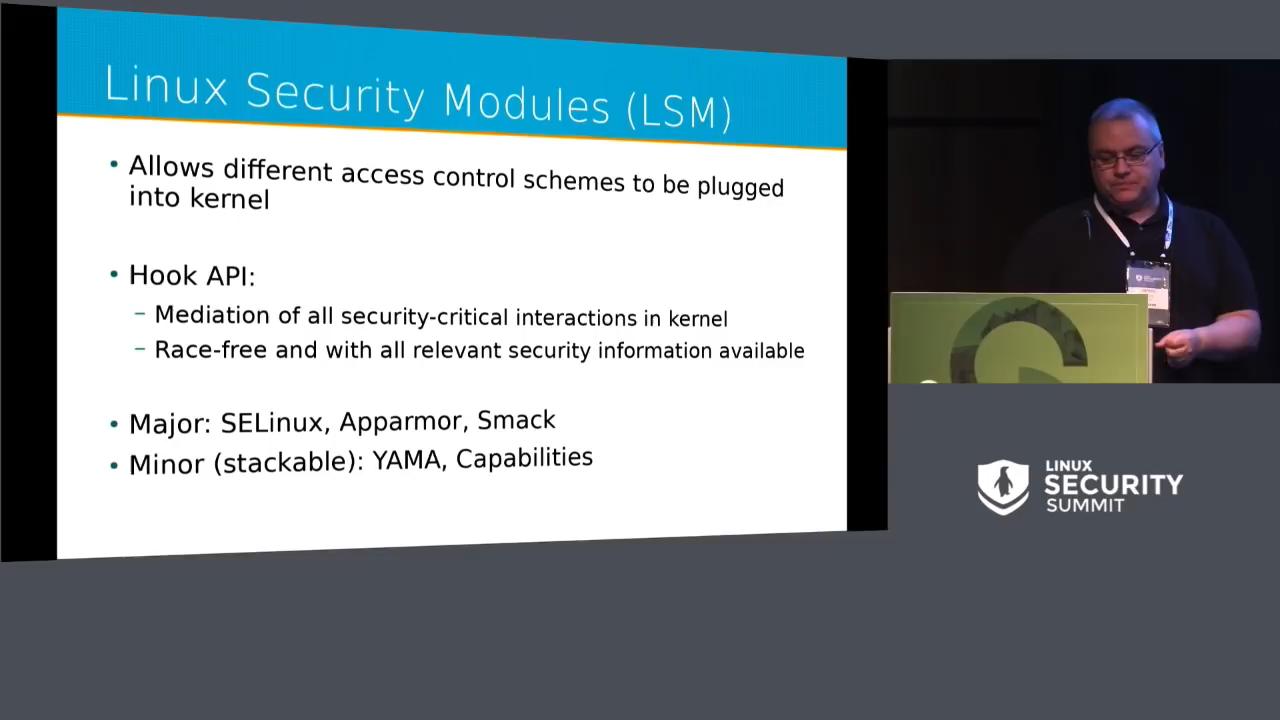 Linux Security Modules (LSM)
• Allows different access control schemes to be plugged
into kernel
• Hook API:
– Mediation of all security-critical interactions in kernel
– Race-free and with all relevant security information available
• Major: SELinux, Apparmor, Smack
• Minor (stackable): YAMA, Capabilities
LINUX
SECURITY
SUMMIT